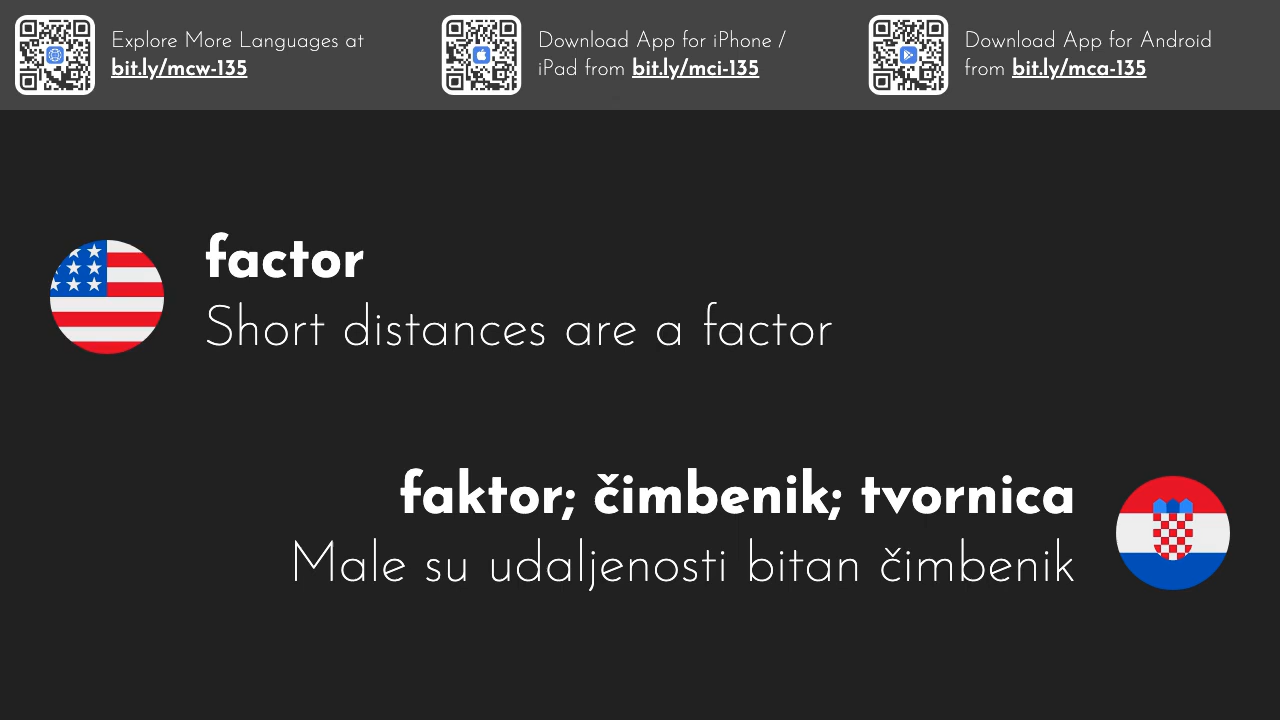 Explore More Languages at
bit.ly/mcw-135
Download App for iPhone /
iPad from bit.ly/mci-135
Download App for Android
from bit.ly/mca-135
factor
Short distances are a factor
faktor; čimbenik; tvornica
Male su udaljenosti bitan čimbenik